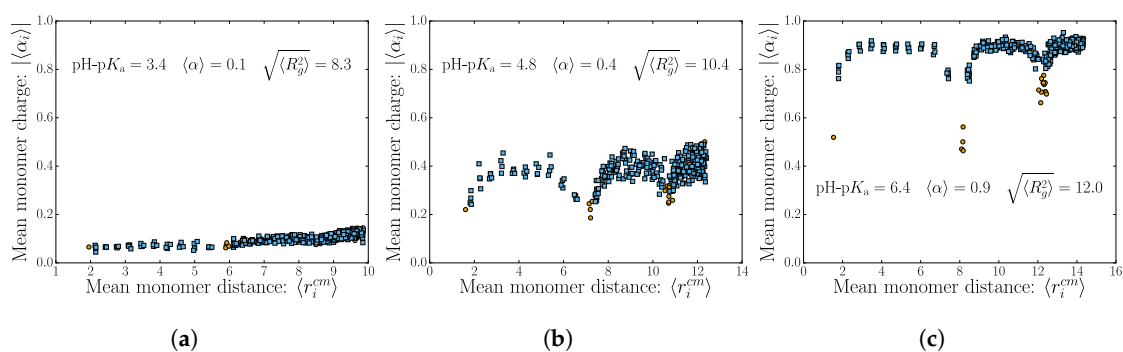 Mean monomer charge: |⟨α_i⟩|
1.0
0.8
0.6
0.4
0.2
0.0
pH-pK_a = 3.4 ⟨α⟩ = 0.1 √⟨R_g^2⟩ = 8.3
1 2 3 4 5 6 7 8 9 10
Mean monomer distance: ⟨r_i^{cm}⟩
(a)
Mean monomer charge: |⟨α_i⟩|
1.0
0.8
0.6
0.4
0.2
0.0
pH-pK_a = 4.8 ⟨α⟩ = 0.4 √⟨R_g^2⟩ = 10.4
0 2 4 6 8 10 12 14
Mean monomer distance: ⟨r_i^{cm}⟩
(b)
Mean monomer charge: |⟨α_i⟩|
1.0
0.8
0.6
0.4
0.2
0.0
pH-pK_a = 6.4 ⟨α⟩ = 0.9 √⟨R_g^2⟩ = 12.0
0 2 4 6 8 10 12 14 16
Mean monomer distance: ⟨r_i^{cm}⟩
(c)